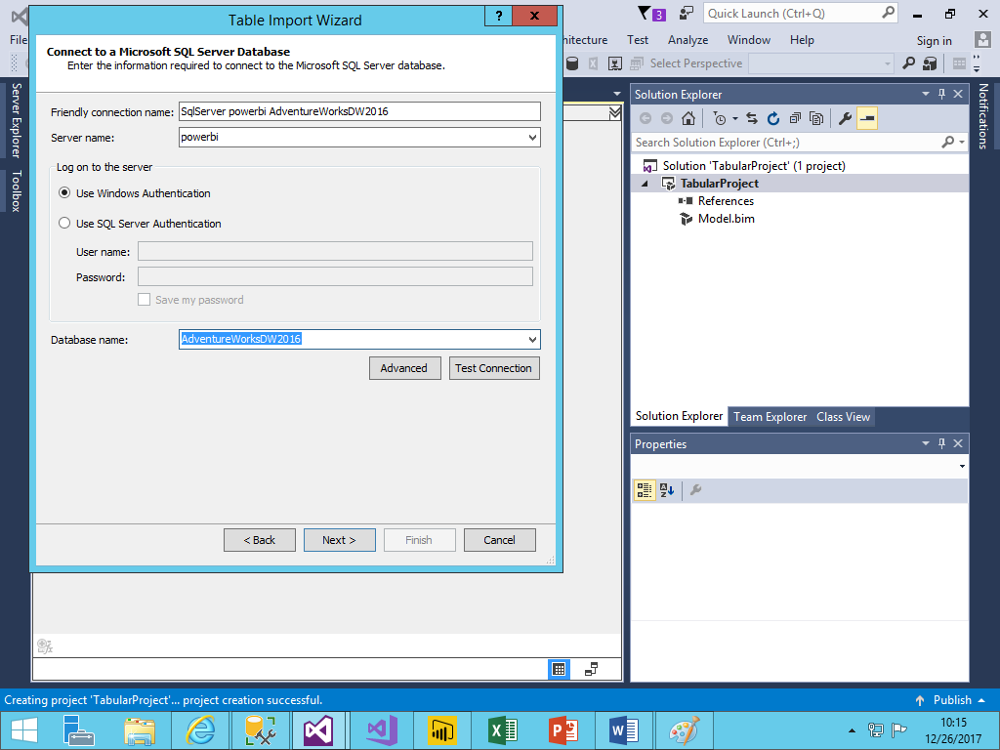 Table Import Wizard
? x
3
Quick Launch (Ctrl+Q)
File
hitecture Test Analyze Window Help
Sign in
Select Perspective
Connect to a Microsoft SQL Server Database
Enter the information required to connect to the Microsoft SQL Server database.
Friendly connection name: SqlServer powerbi AdventureWorksDW2016
Server name: powerbi
Log on to the server
Use Windows Authentication
Use SQL Server Authentication
User name:
Password:
Save my password
Database name: AdventureWorksDW2016
Advanced Test Connection
< Back Next > Finish Cancel
Server Explorer
Toolbox
Solution Explorer
Search Solution Explorer (Ctrl+;)
Solution 'TabularProject' (1 project)
TabularProject
References
Model.bim
Solution Explorer Team Explorer Class View
Properties
Notifications
Creating project 'TabularProject'... project creation successful.
Publish
10:15
12/26/2017